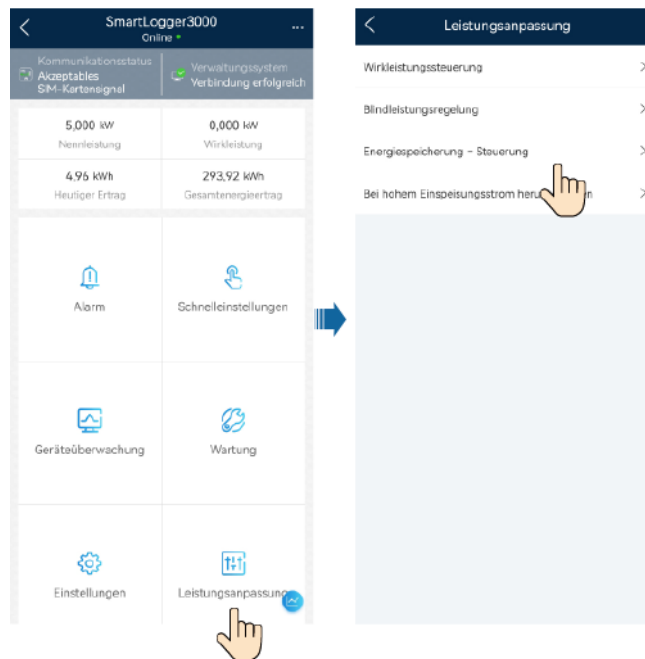 SmartLogger3000
Online
Kommunikationsstatus
Akzeptables
SIM-Kartensignal
Verwaltungssystem
Verbindung erfolgreich
5,000 kW
Nennleistung
0,000 kW
Wirkleistung
4,96 kWh
Heutiger Ertrag
293,92 kWh
Gesamtenergieertrag
Alarm
Schnelleinstellungen
Geräteüberwachung
Wartung
Einstellungen
Leistungsanpassung
Leistungsanpassung
Wirkleistungssteuerung
Blindleistungsregelung
Energiespeicherung - Steuerung
Bei hohem Einspeisungsstrom